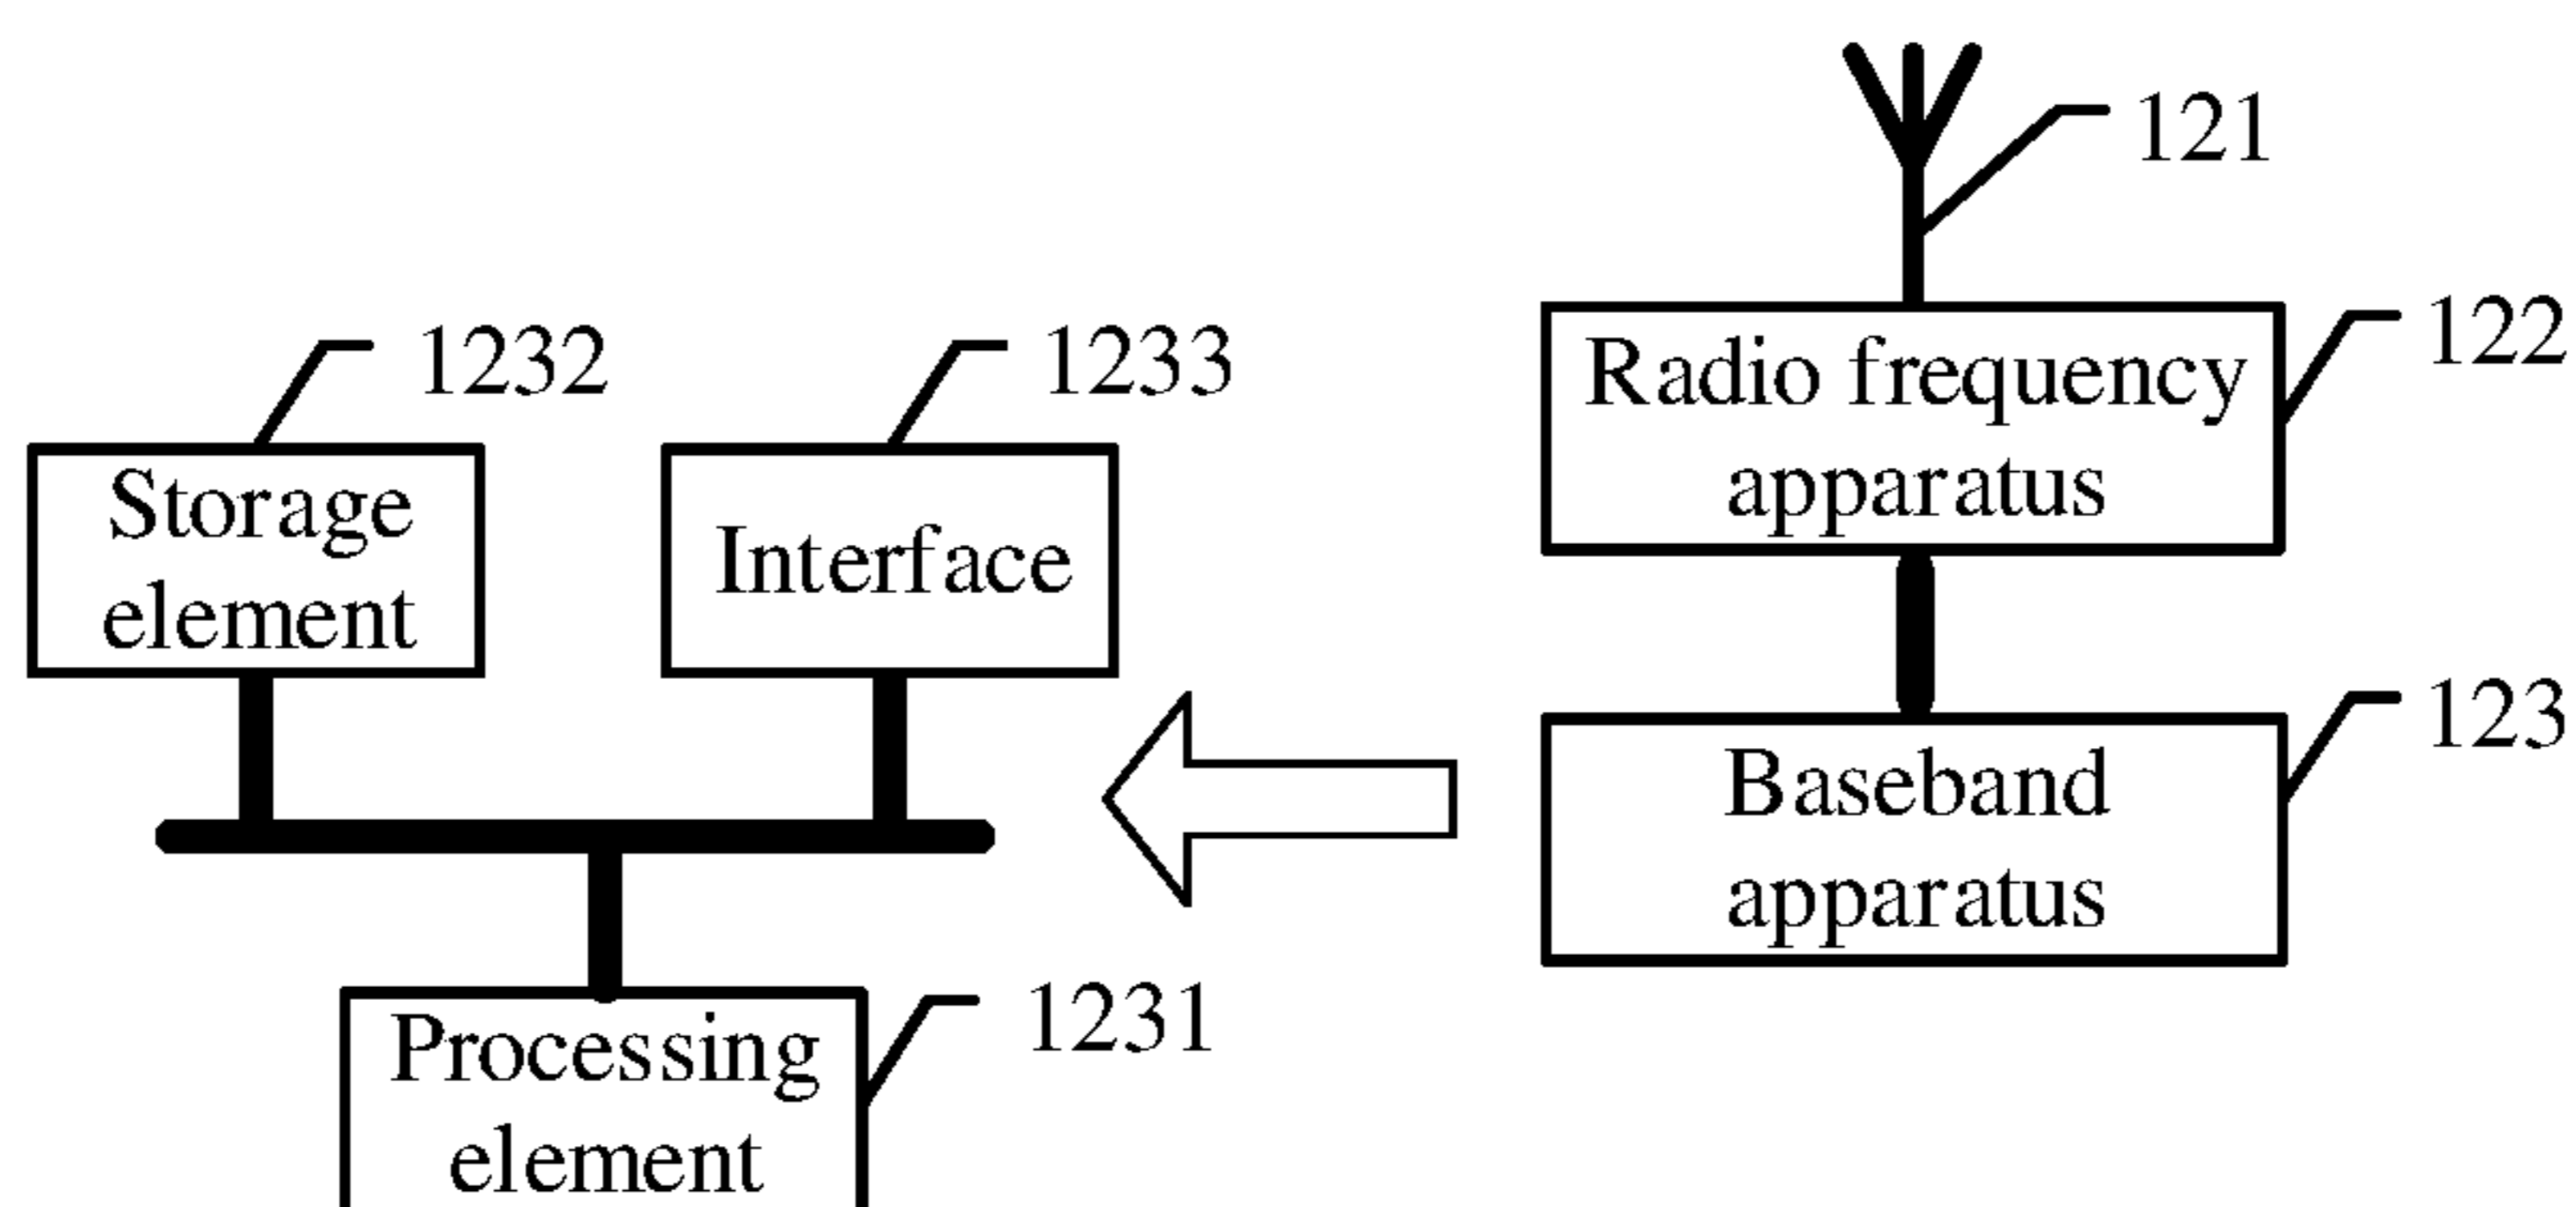 121
122
Radio frequency
apparatus
1232
1233
Storage
element
Interface
123
Baseband
apparatus
1231
Processing
element